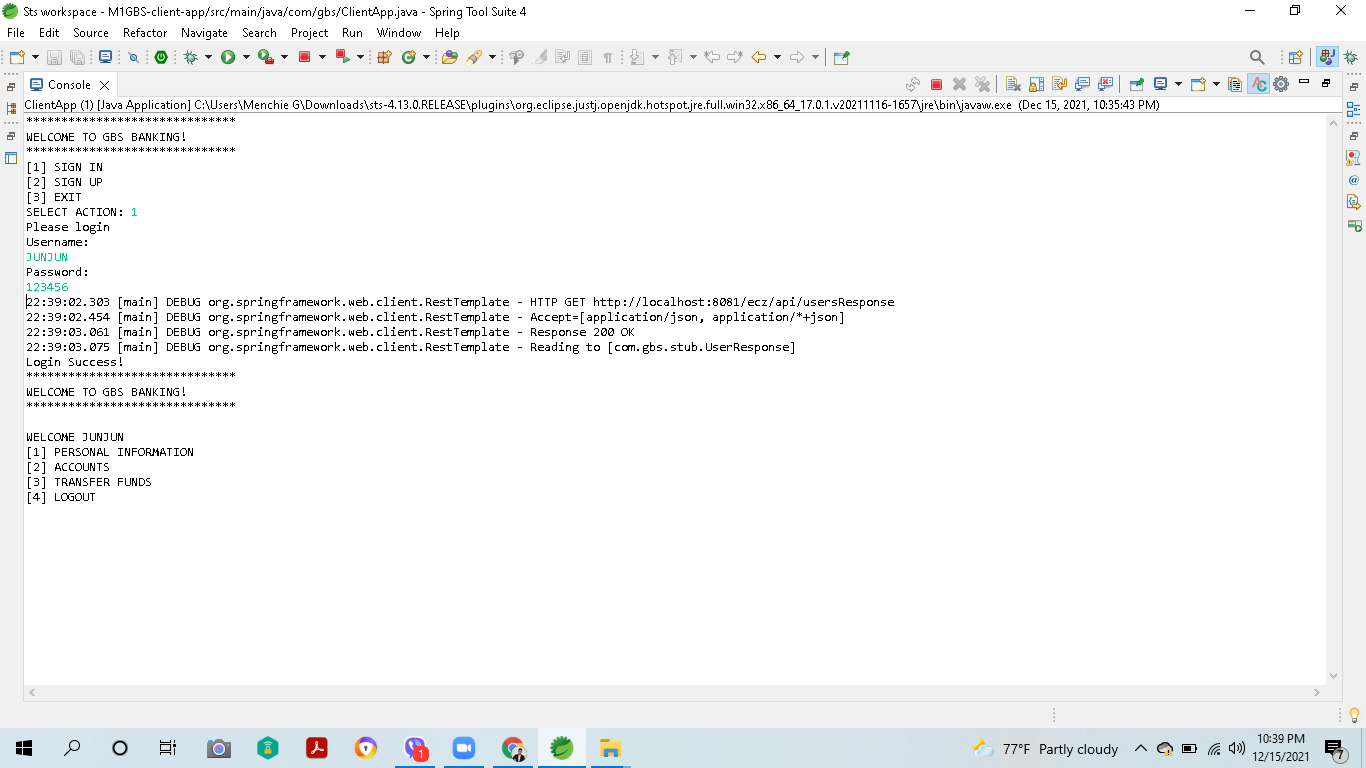 Sts workspace - M1GBS-client-app/src/main/java/com/gbs/ClientApp.java - Spring Tool Suite 4
File Edit Source Refactor Navigate Search Project Run Window Help
Console
ClientApp (1) [Java Application] C:\Users\Menchie G\Downloads\sts-4.13.0.RELEASE\plugins\org.eclipse.justj.openjdk.hotspot.jre.full.win32.x86_64_17.0.1.v20211116-1657\jre\bin\javaw.exe (Dec 15, 2021, 10:35:43 PM)
******************************
WELCOME TO GBS BANKING!
******************************
[1] SIGN IN
[2] SIGN UP
[3] EXIT
SELECT ACTION: 1
Please login
Username:
JUNJUN
Password:
123456
22:39:02.303 [main] DEBUG org.springframework.web.client.RestTemplate - HTTP GET http://localhost:8081/ecz/api/usersResponse
22:39:02.454 [main] DEBUG org.springframework.web.client.RestTemplate - Accept=[application/json, application/*+json]
22:39:03.061 [main] DEBUG org.springframework.web.client.RestTemplate - Response 200 OK
22:39:03.075 [main] DEBUG org.springframework.web.client.RestTemplate - Reading to [com.gbs.stub.UserResponse]
Login Success!
******************************
WELCOME TO GBS BANKING!
******************************
WELCOME JUNJUN
[1] PERSONAL INFORMATION
[2] ACCOUNTS
[3] TRANSFER FUNDS
[4] LOGOUT
1
77°F Partly cloudy
10:39 PM
12/15/2021
7